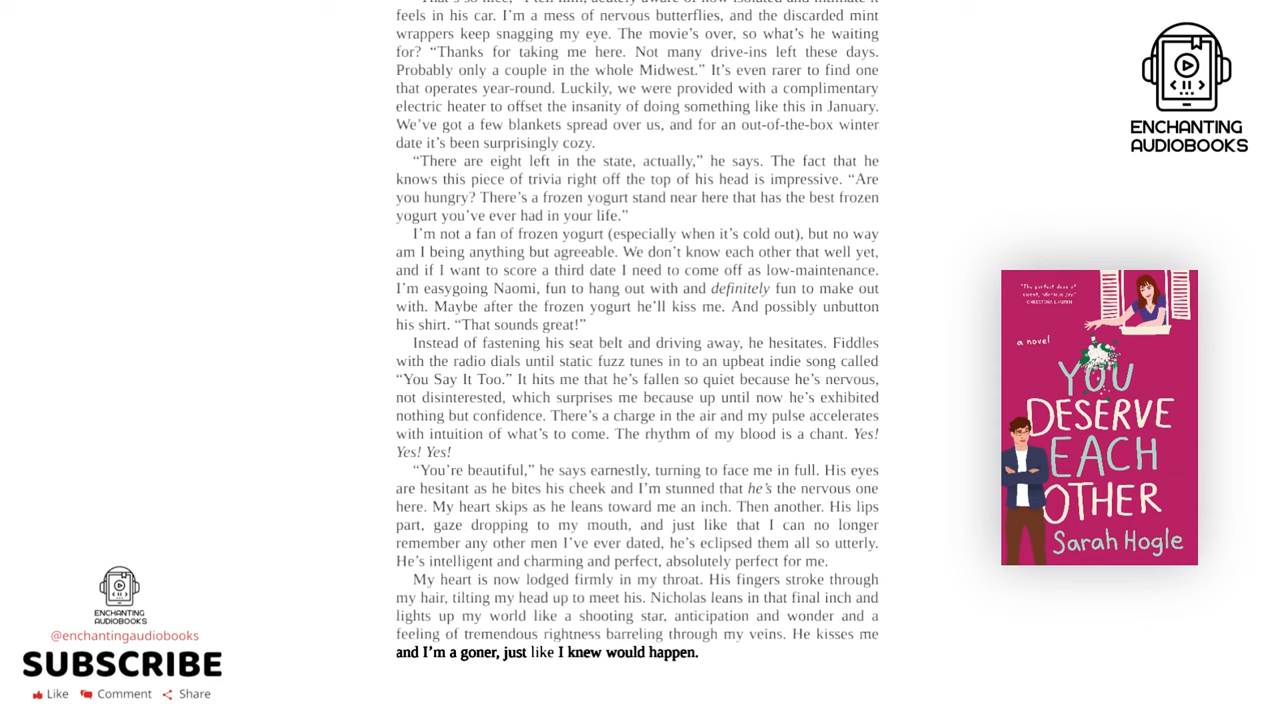 “That’s so nice,” I tell him, acutely aware of how isolated and intimate it
feels in his car. I’m a mess of nervous butterflies, and the discarded mint
wrappers keep snagging my eye. The movie’s over, so what’s he waiting
for? “Thanks for taking me here. Not many drive-ins left these days.
Probably only a couple in the whole Midwest.” It’s even rarer to find one
that operates year-round. Luckily, we were provided with a complimentary
electric heater to offset the insanity of doing something like this in January.
We’ve got a few blankets spread over us, and for an out-of-the-box winter
date it’s been surprisingly cozy.
“There are eight left in the state, actually,” he says. The fact that he
knows this piece of trivia right off the top of his head is impressive. “Are
you hungry? There’s a frozen yogurt stand near here that has the best frozen
yogurt you’ve ever had in your life.”
I’m not a fan of frozen yogurt (especially when it’s cold out), but no way
am I being anything but agreeable. We don’t know each other that well yet,
and if I want to score a third date I need to come off as low-maintenance.
I’m easygoing Naomi, fun to hang out with and definitely fun to make out
with. Maybe after the frozen yogurt he’ll kiss me. And possibly unbutton
his shirt. “That sounds great!”
Instead of fastening his seat belt and driving away, he hesitates. Fiddles
with the radio dials until static fuzz tunes in to an upbeat indie song called
“You Say It Too.” It hits me that he’s fallen so quiet because he’s nervous,
not disinterested, which surprises me because up until now he’s exhibited
nothing but confidence. There’s a charge in the air and my pulse accelerates
with intuition of what’s to come. The rhythm of my blood is a chant. Yes!
Yes! Yes!
“You’re beautiful,” he says earnestly, turning to face me in full. His eyes
are hesitant as he bites his cheek and I’m stunned that he’s the nervous one
here. My heart skips as he leans toward me an inch. Then another. His lips
part, gaze dropping to my mouth, and just like that I can no longer
remember any other men I’ve ever dated, he’s eclipsed them all so utterly.
He’s intelligent and charming and perfect, absolutely perfect for me.
My heart is now lodged firmly in my throat. His fingers stroke through
my hair, tilting my head up to meet his. Nicholas leans in that final inch and
lights up my world like a shooting star, anticipation and wonder and a
feeling of tremendous rightness barreling through my veins. He kisses me
and I’m a goner, just like I knew would happen.
ENCHANTING
AUDIOBOOKS
"The perfect dose of
CHRISTINA LAUREN
a novel
YOU
DESERVE
EACH
OTHER
Sarah Hogle
ENCHANTING
AUDIOBOOKS
@enchantingaudiobooks
SUBSCRIBE
Like Comment Share